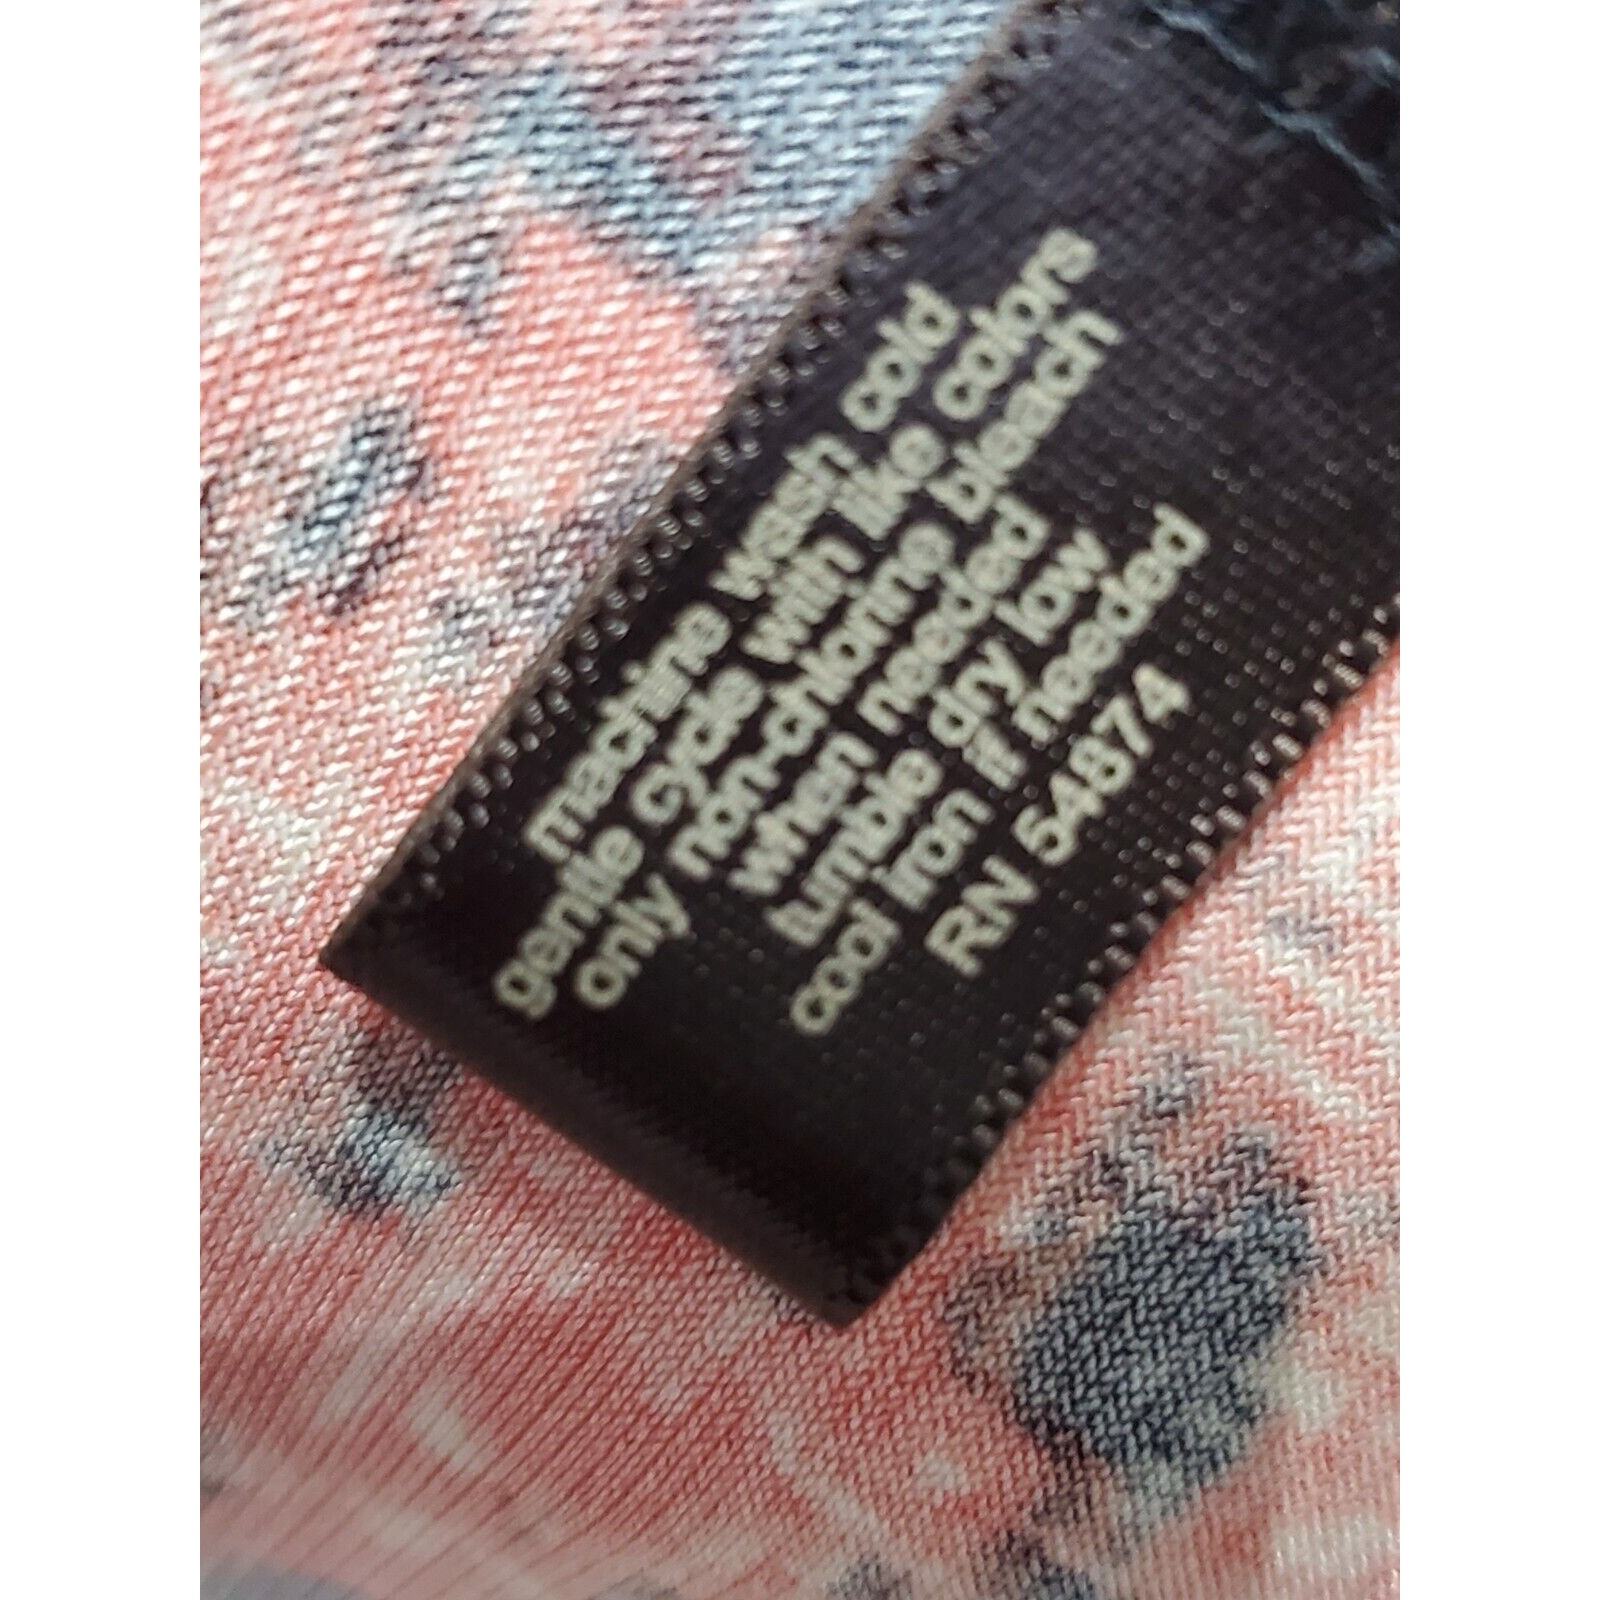 machine wash cold
gentle cycle with like colors
only non-chlorine bleach
when needed
tumble dry low
cool iron if needed
RN 54874